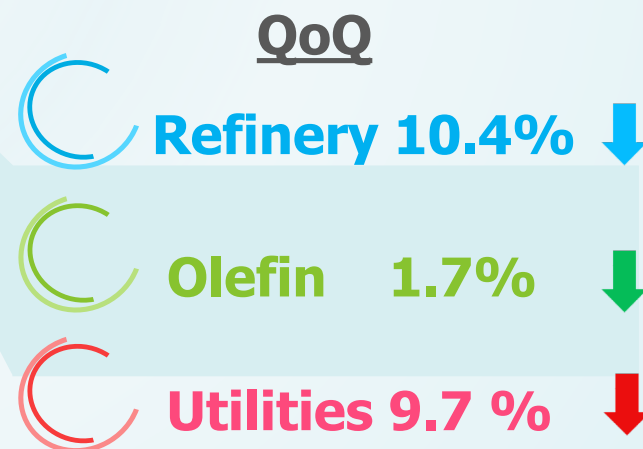 QoQ
Refinery 10.4%
Olefin 1.7%
Utilities 9.7 %